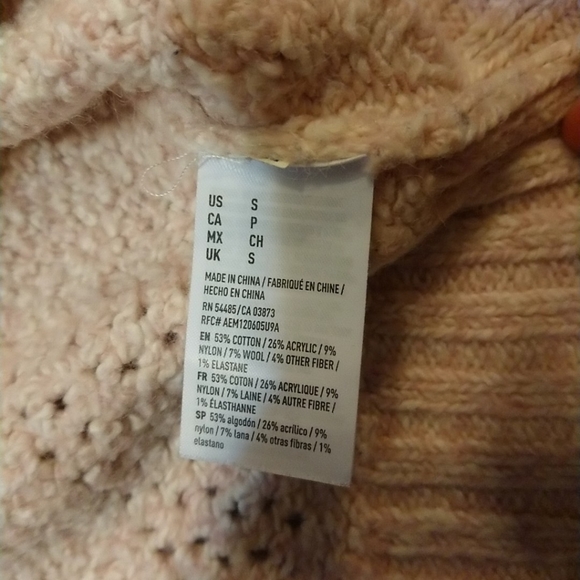 US S
CA P
MX CH
UK S
MADE IN CHINA / FABRIQUÉ EN CHINE /
HECHO EN CHINA
RN 54485/CA 03873
RFC# AEM120605U9A
EN 53% COTTON / 26% ACRYLIC / 9%
NYLON / 7% WOOL / 4% OTHER FIBER /
1% ELASTANE
FR 53% COTON / 26% ACRYLIQUE / 9%
NYLON / 7% LAINE / 4% AUTRE FIBRE /
1% ÉLASTHANNE
SP 53% algodón / 26% acrílico / 9%
nylon / 7% lana / 4% otras fibras / 1%
elastano